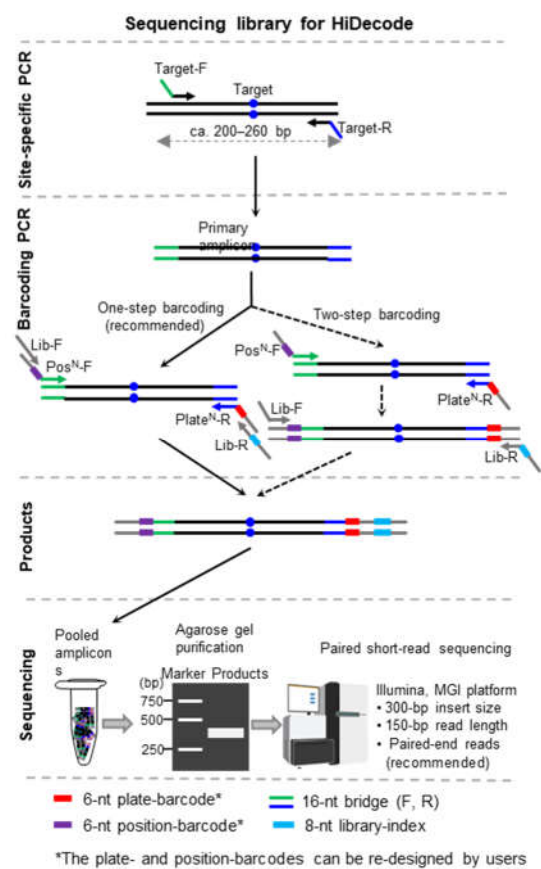 Sequencing library for HiDecode
Site-specific PCR
Target-F
Target
Target-R
ca. 200–260 bp
Barcoding PCR
Primary
amplicon
One-step barcoding
(recommended)
Two-step barcoding
Lib-F
Posᴺ-F
Plateᴺ-R
Lib-R
Posᴺ-F
Plateᴺ-R
Lib-F
Lib-R
Products
Sequencing
Pooled
amplicon
s
Agarose gel
purification
Marker Products
(bp)
750
500
250
Paired short-read sequencing
Illumina, MGI platform
• 300-bp insert size
• 150-bp read length
• Paired-end reads
(recommended)
6-nt plate-barcode*
16-nt bridge (F, R)
6-nt position-barcode*
8-nt library-index
*The plate- and position-barcodes can be re-designed by users